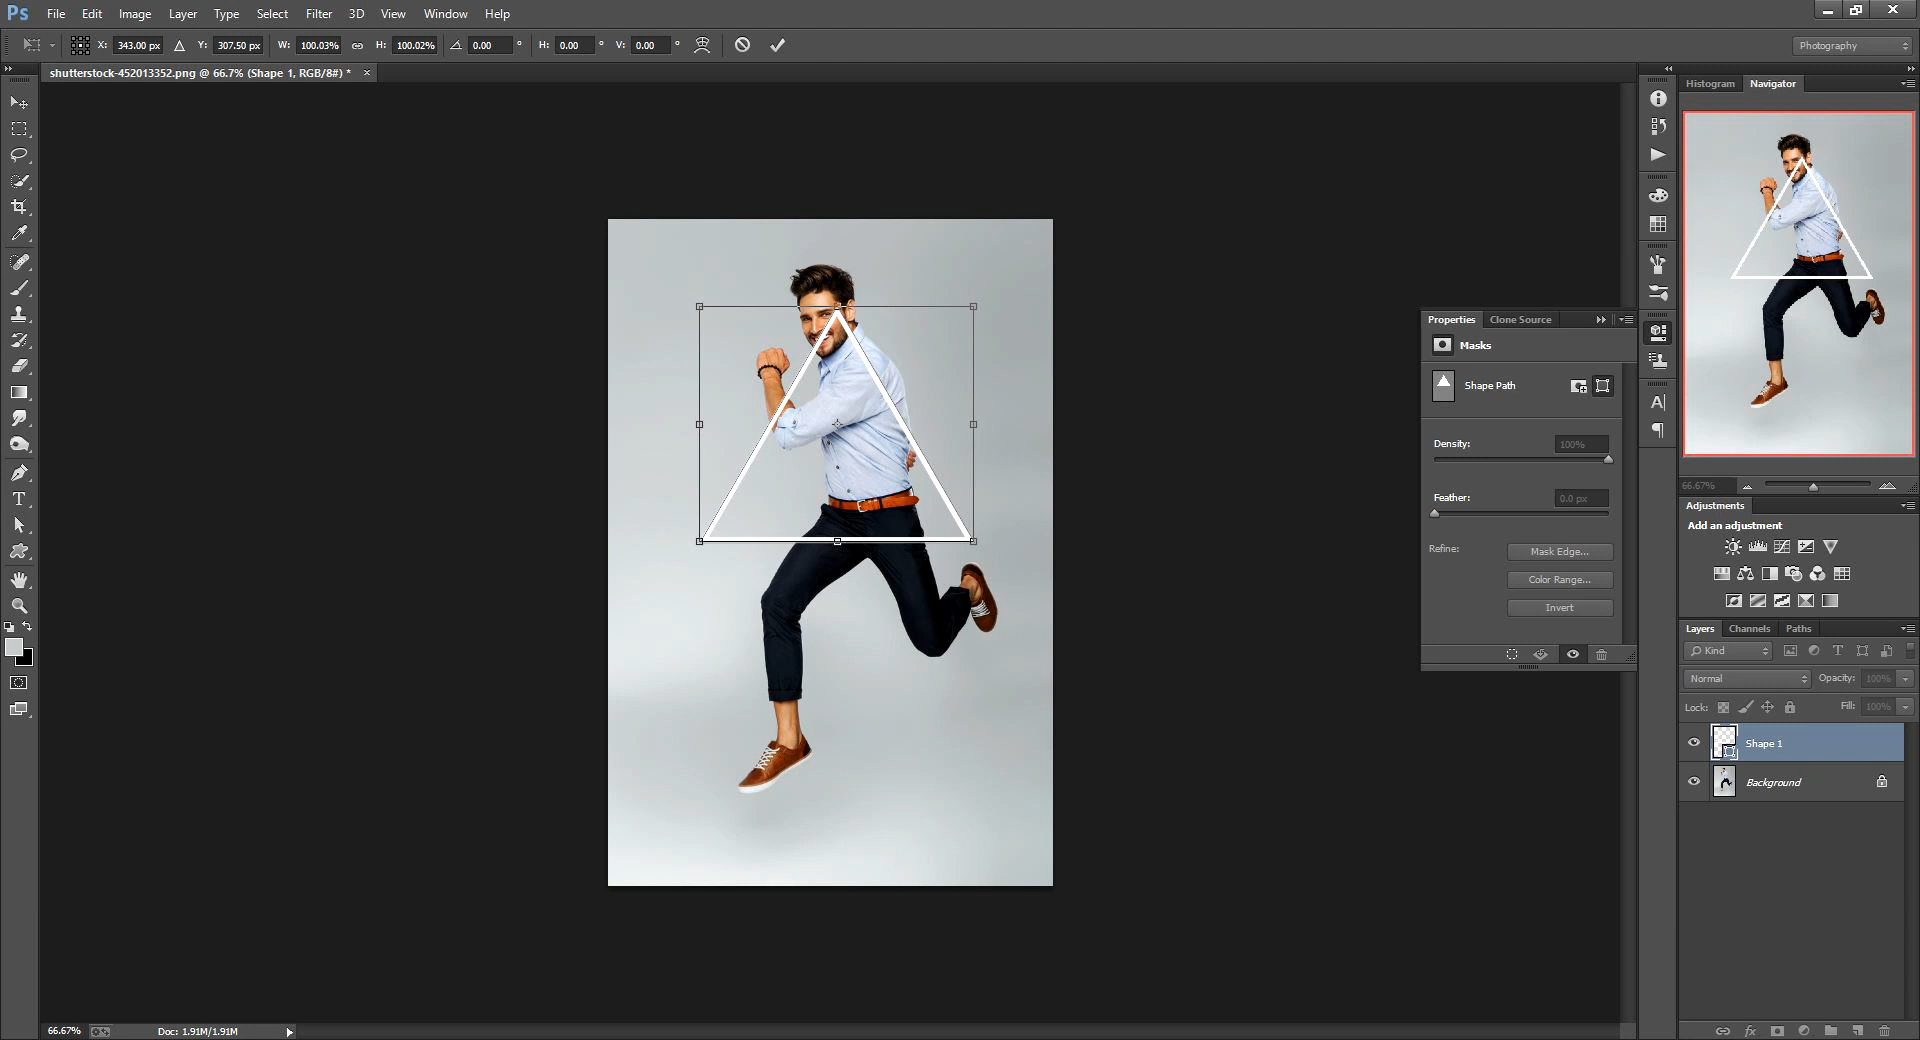 Ps File Edit Image Layer Type Select Filter 3D View Window Help
X: 343.00 px Y: 307.50 px W: 100.03% H: 100.02% 0.00 ° H: 0.00 ° V: 0.00 ° Photography
shutterstock-452013352.png @ 66.7% (Shape 1, RGB/8#) * ×
Histogram Navigator
Properties Clone Source
Masks
Shape Path
Density: 100%
Feather: 0.0 px
Refine: Mask Edge...
Color Range...
Invert
66.67%
Adjustments
Add an adjustment
Layers Channels Paths
Kind
Normal Opacity: 100%
Lock: Fill: 100%
Shape 1
Background
66.67% Doc: 1.91M/1.91M